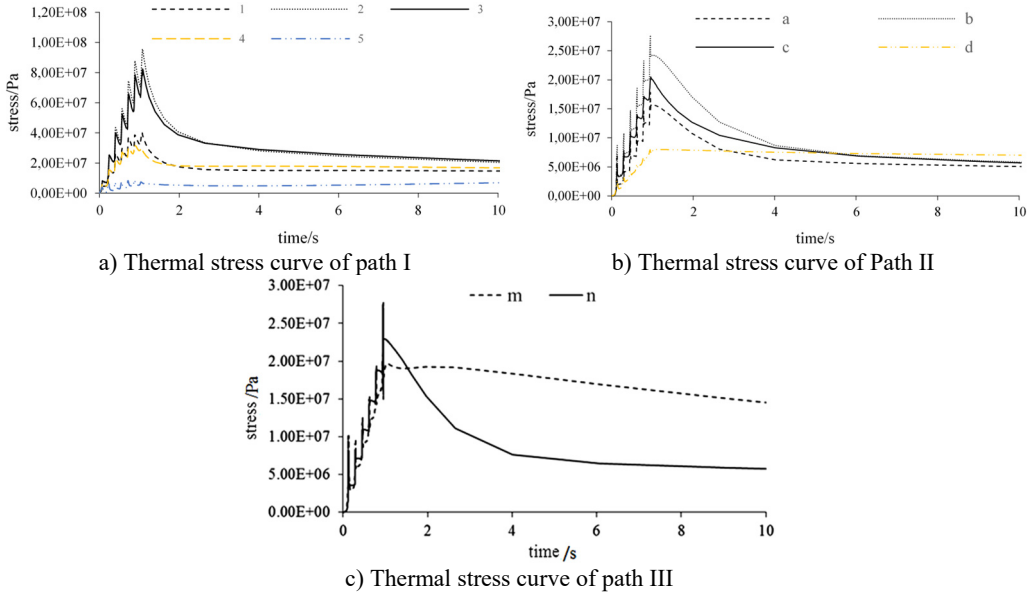 1 2 3
4 5
1,20E+08
1,00E+08
8,00E+07
6,00E+07
4,00E+07
2,00E+07
0,00E+00
stress/Pa
0 2 4 6 8 10
time/s
a) Thermal stress curve of path I
a b
c d
3,00E+07
2,50E+07
2,00E+07
1,50E+07
1,00E+07
5,00E+06
0,00E+00
stress/Pa
0 2 4 6 8 10
time/s
b) Thermal stress curve of Path II
m n
3.00E+07
2.50E+07
2.00E+07
1.50E+07
1.00E+07
5.00E+06
0.00E+00
stress /Pa
0 2 4 6 8 10
time /s
c) Thermal stress curve of path III